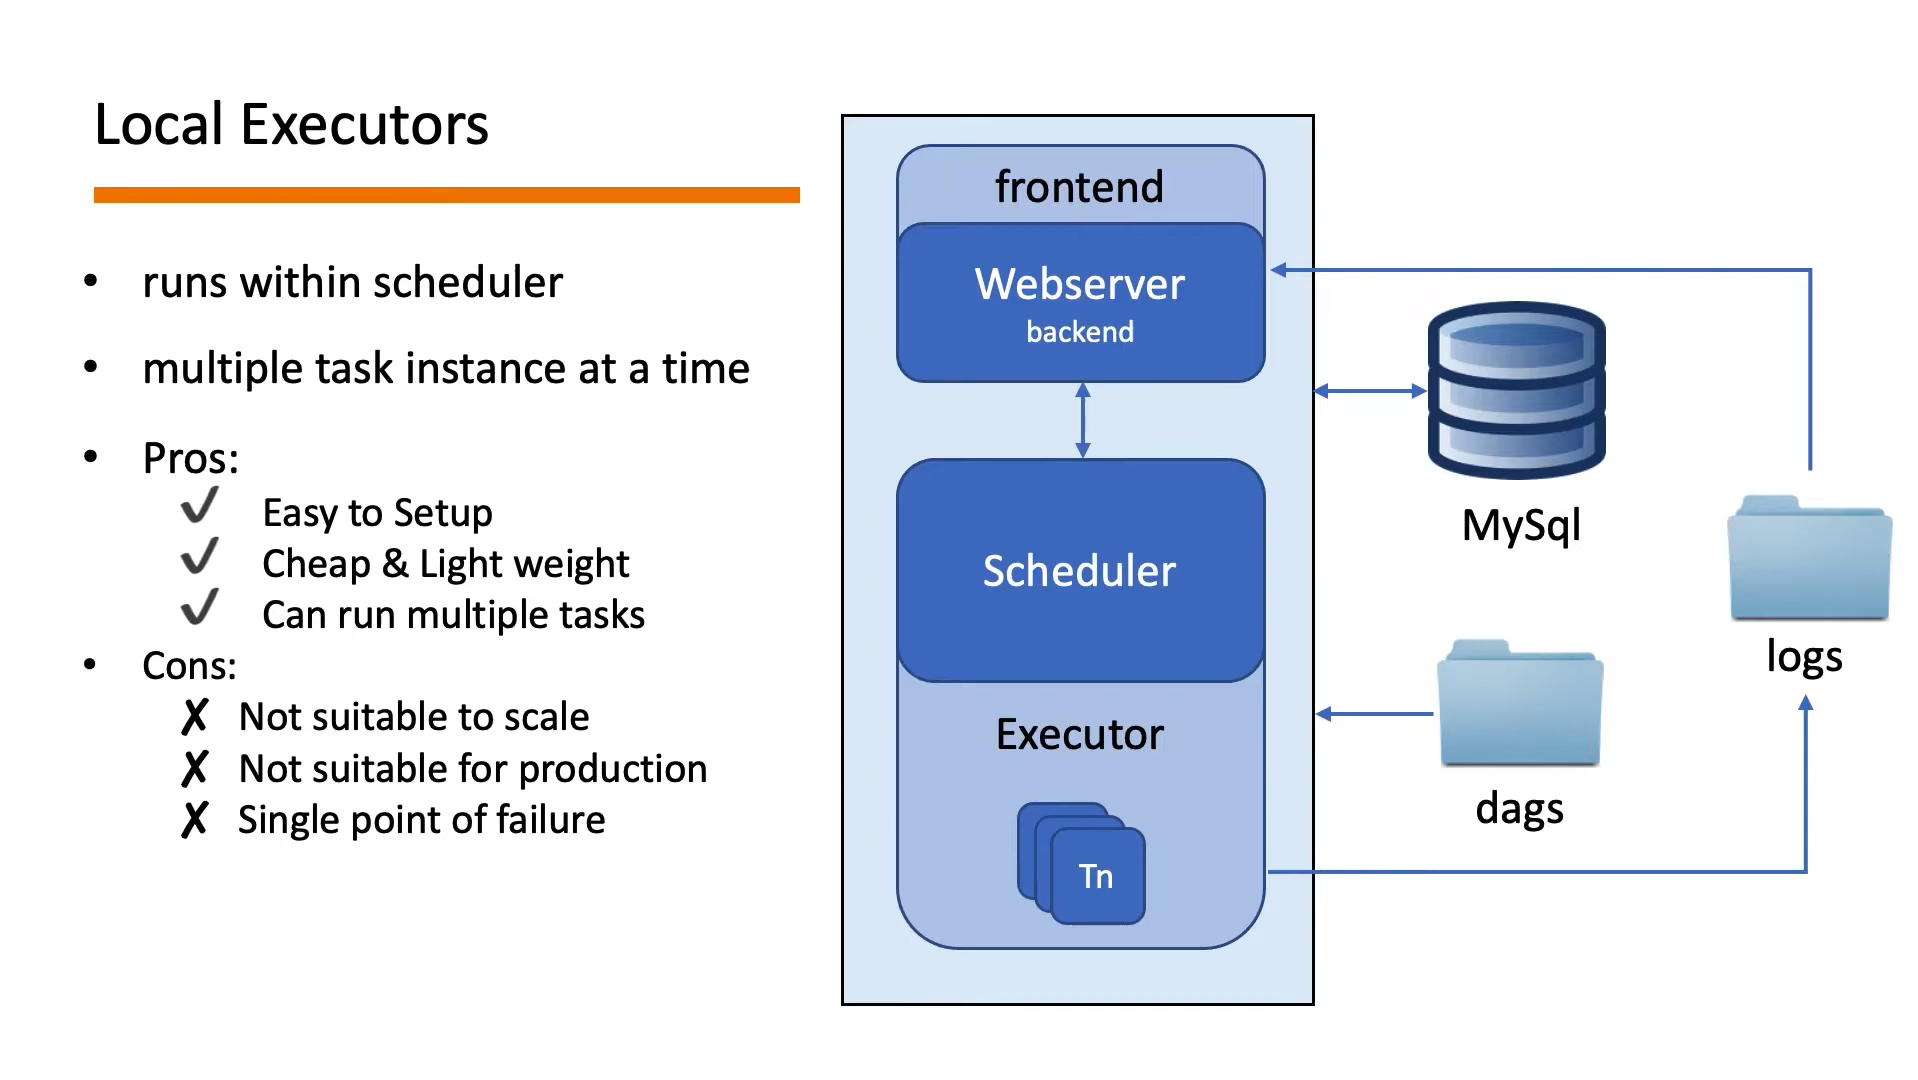 Local Executors
• runs within scheduler
• multiple task instance at a time
• Pros:
✔ Easy to Setup
✔ Cheap & Light weight
✔ Can run multiple tasks
• Cons:
✗ Not suitable to scale
✗ Not suitable for production
✗ Single point of failure
frontend
Webserver
backend
Scheduler
Executor
Tn
MySql
logs
dags